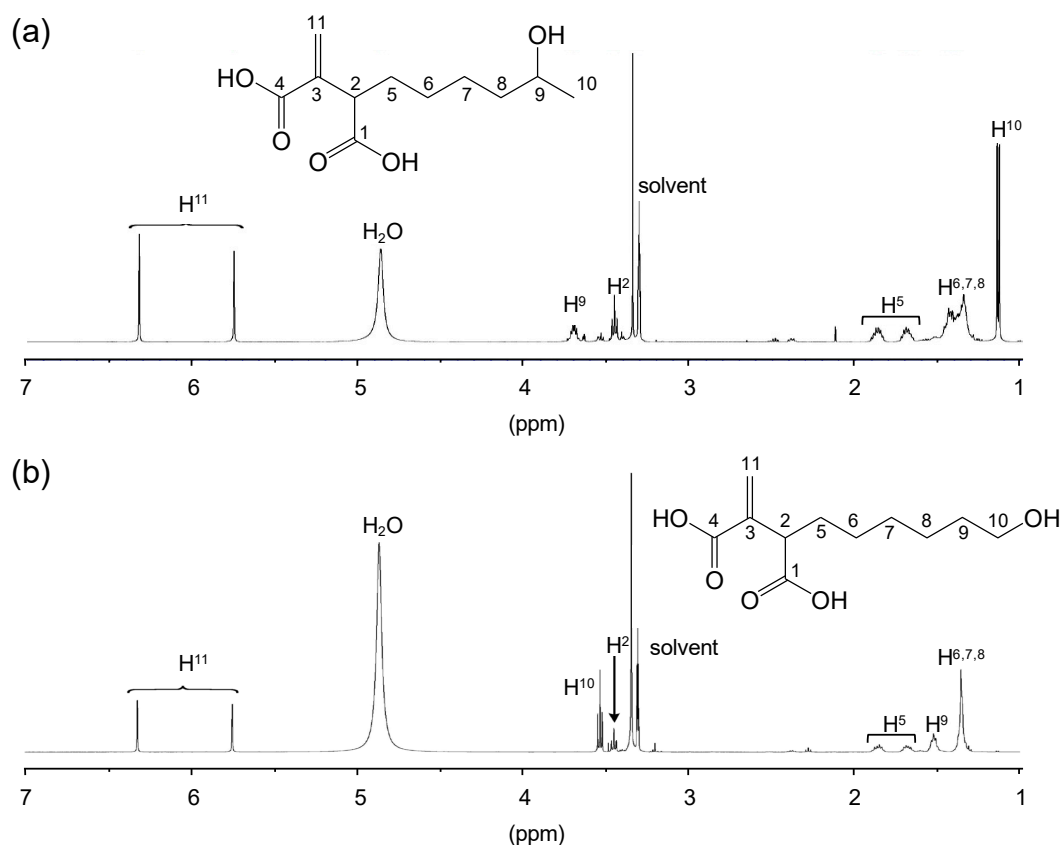 (a)
11
OH
HO
4
3
2
5
6
7
8
9
10
O
1
O
OH
H¹¹
H₂O
H⁹
H²
solvent
H⁵
H⁶,⁷,⁸
H¹⁰
7 6 5 4 3 2 1
(ppm)
(b)
11
HO
4
3
2
5
6
7
8
9
10
OH
O
1
O
OH
H¹¹
H₂O
H¹⁰
H²
solvent
H⁵
H⁹
H⁶,⁷,⁸
7 6 5 4 3 2 1
(ppm)